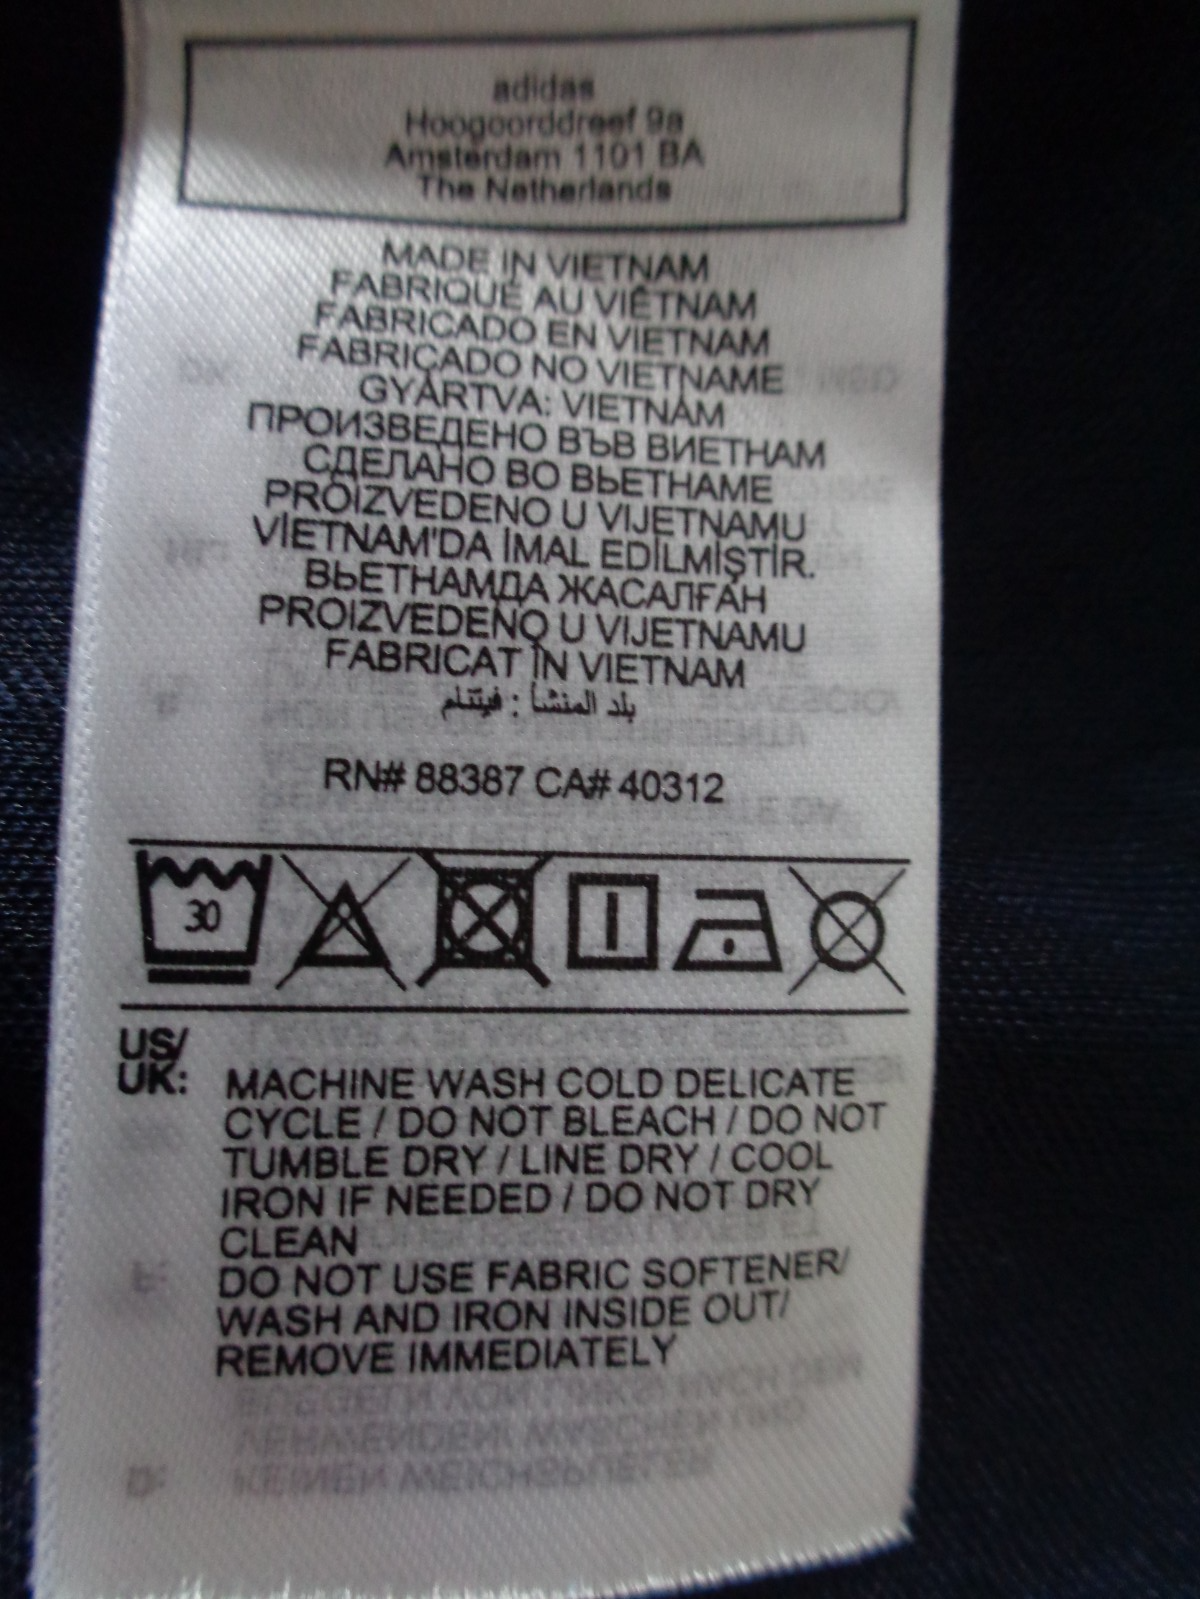 adidas
Hoogoorddreef 9a
Amsterdam 1101 BA
The Netherlands
MADE IN VIETNAM
FABRIQUÉ AU VIÊTNAM
FABRICADO EN VIETNAM
FABRICADO NO VIETNAME
GYÁRTVA: VIETNÁM
ПРОИЗВЕДЕНО ВЪВ ВИЕТНАМ
СДЕЛАНО ВО ВЬЕТНАМЕ
PROIZVEDENO U VIJETNAMU
VİETNAM'DA İMAL EDİLMİŞTİR.
ВЬЕТНАМДА ЖАСАЛҒАН
PROIZVEDENO U VIJETNAMU
FABRICAT ÎN VIETNAM
بلد المنشأ : فيتنام
RN# 88387 CA# 40312
30
US/
UK: MACHINE WASH COLD DELICATE
CYCLE / DO NOT BLEACH / DO NOT
TUMBLE DRY / LINE DRY / COOL
IRON IF NEEDED / DO NOT DRY
CLEAN
DO NOT USE FABRIC SOFTENER/
WASH AND IRON INSIDE OUT/
REMOVE IMMEDIATELY